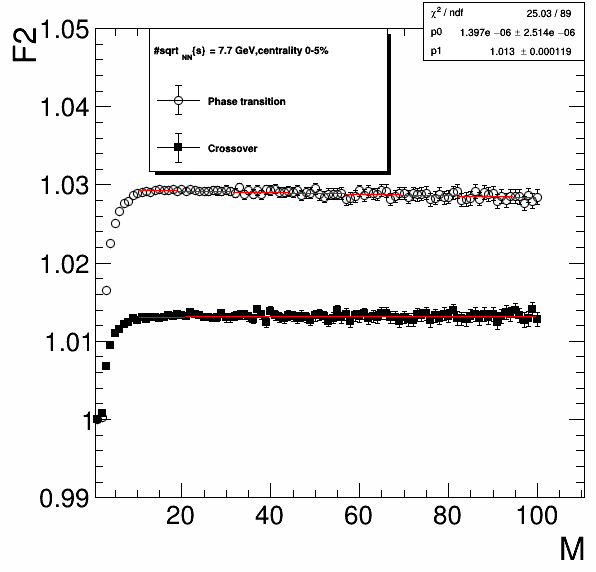 F2
1.05
1.04
1.03
1.02
1.01
1
0.99
20 40 60 80 100
M
#sqrt NN{s} = 7.7 GeV,centrality 0-5%
Phase transition
Crossover
χ² / ndf 25.03 / 89
p0 1.397e −06 ± 2.514e −06
p1 1.013 ± 0.000119